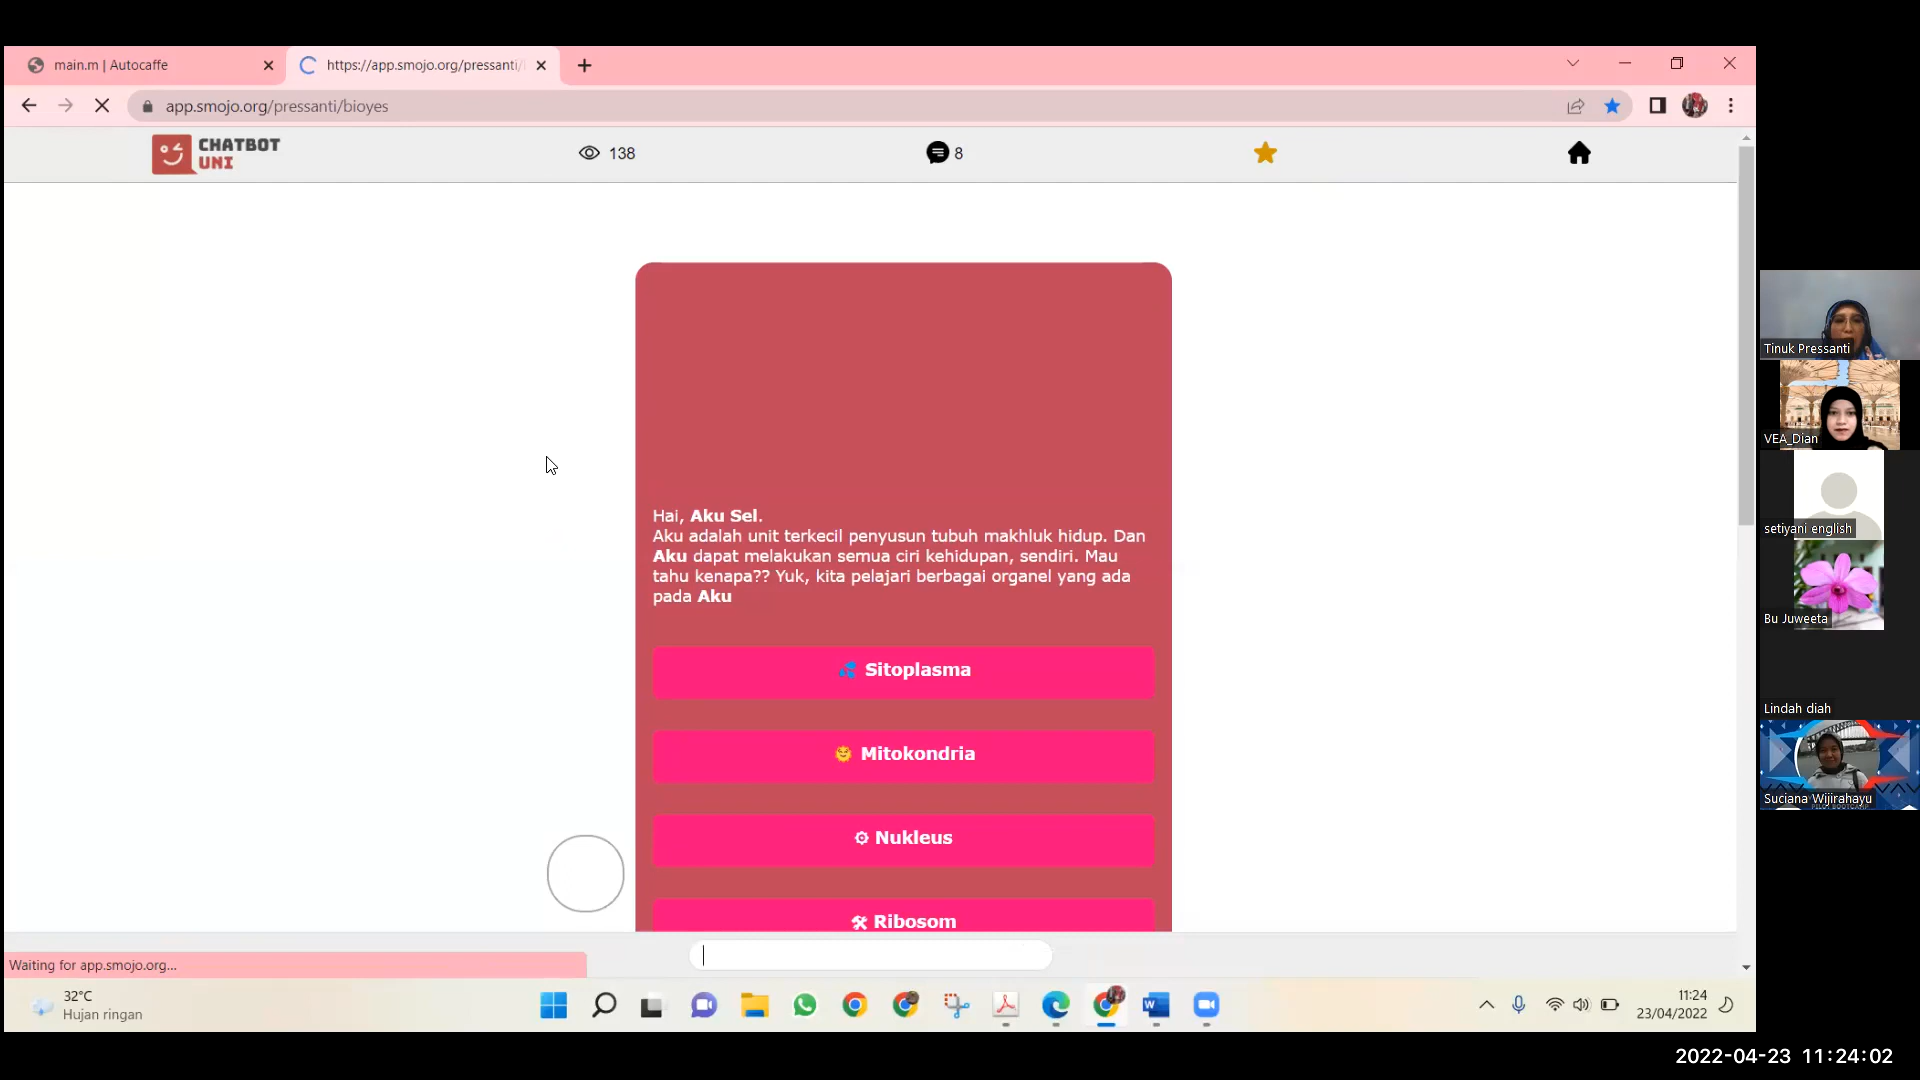 main.m | Autocaffe
https://app.smojo.org/pressanti/
app.smojo.org/pressanti/bioyes
CHATBOT
UNI
138
8
Hai, Aku Sel.
Aku adalah unit terkecil penyusun tubuh makhluk hidup. Dan
Aku dapat melakukan semua ciri kehidupan, sendiri. Mau
tahu kenapa?? Yuk, kita pelajari berbagai organel yang ada
pada Aku
Sitoplasma
Mitokondria
Nukleus
Ribosom
Waiting for app.smojo.org...
32°C
Hujan ringan
11:24
23/04/2022
Tinuk Pressanti
VEA_Dian
setiyani english
Bu Juweeta
Lindah diah
Suciana Wijirahayu
2022-04-23 11:24:02